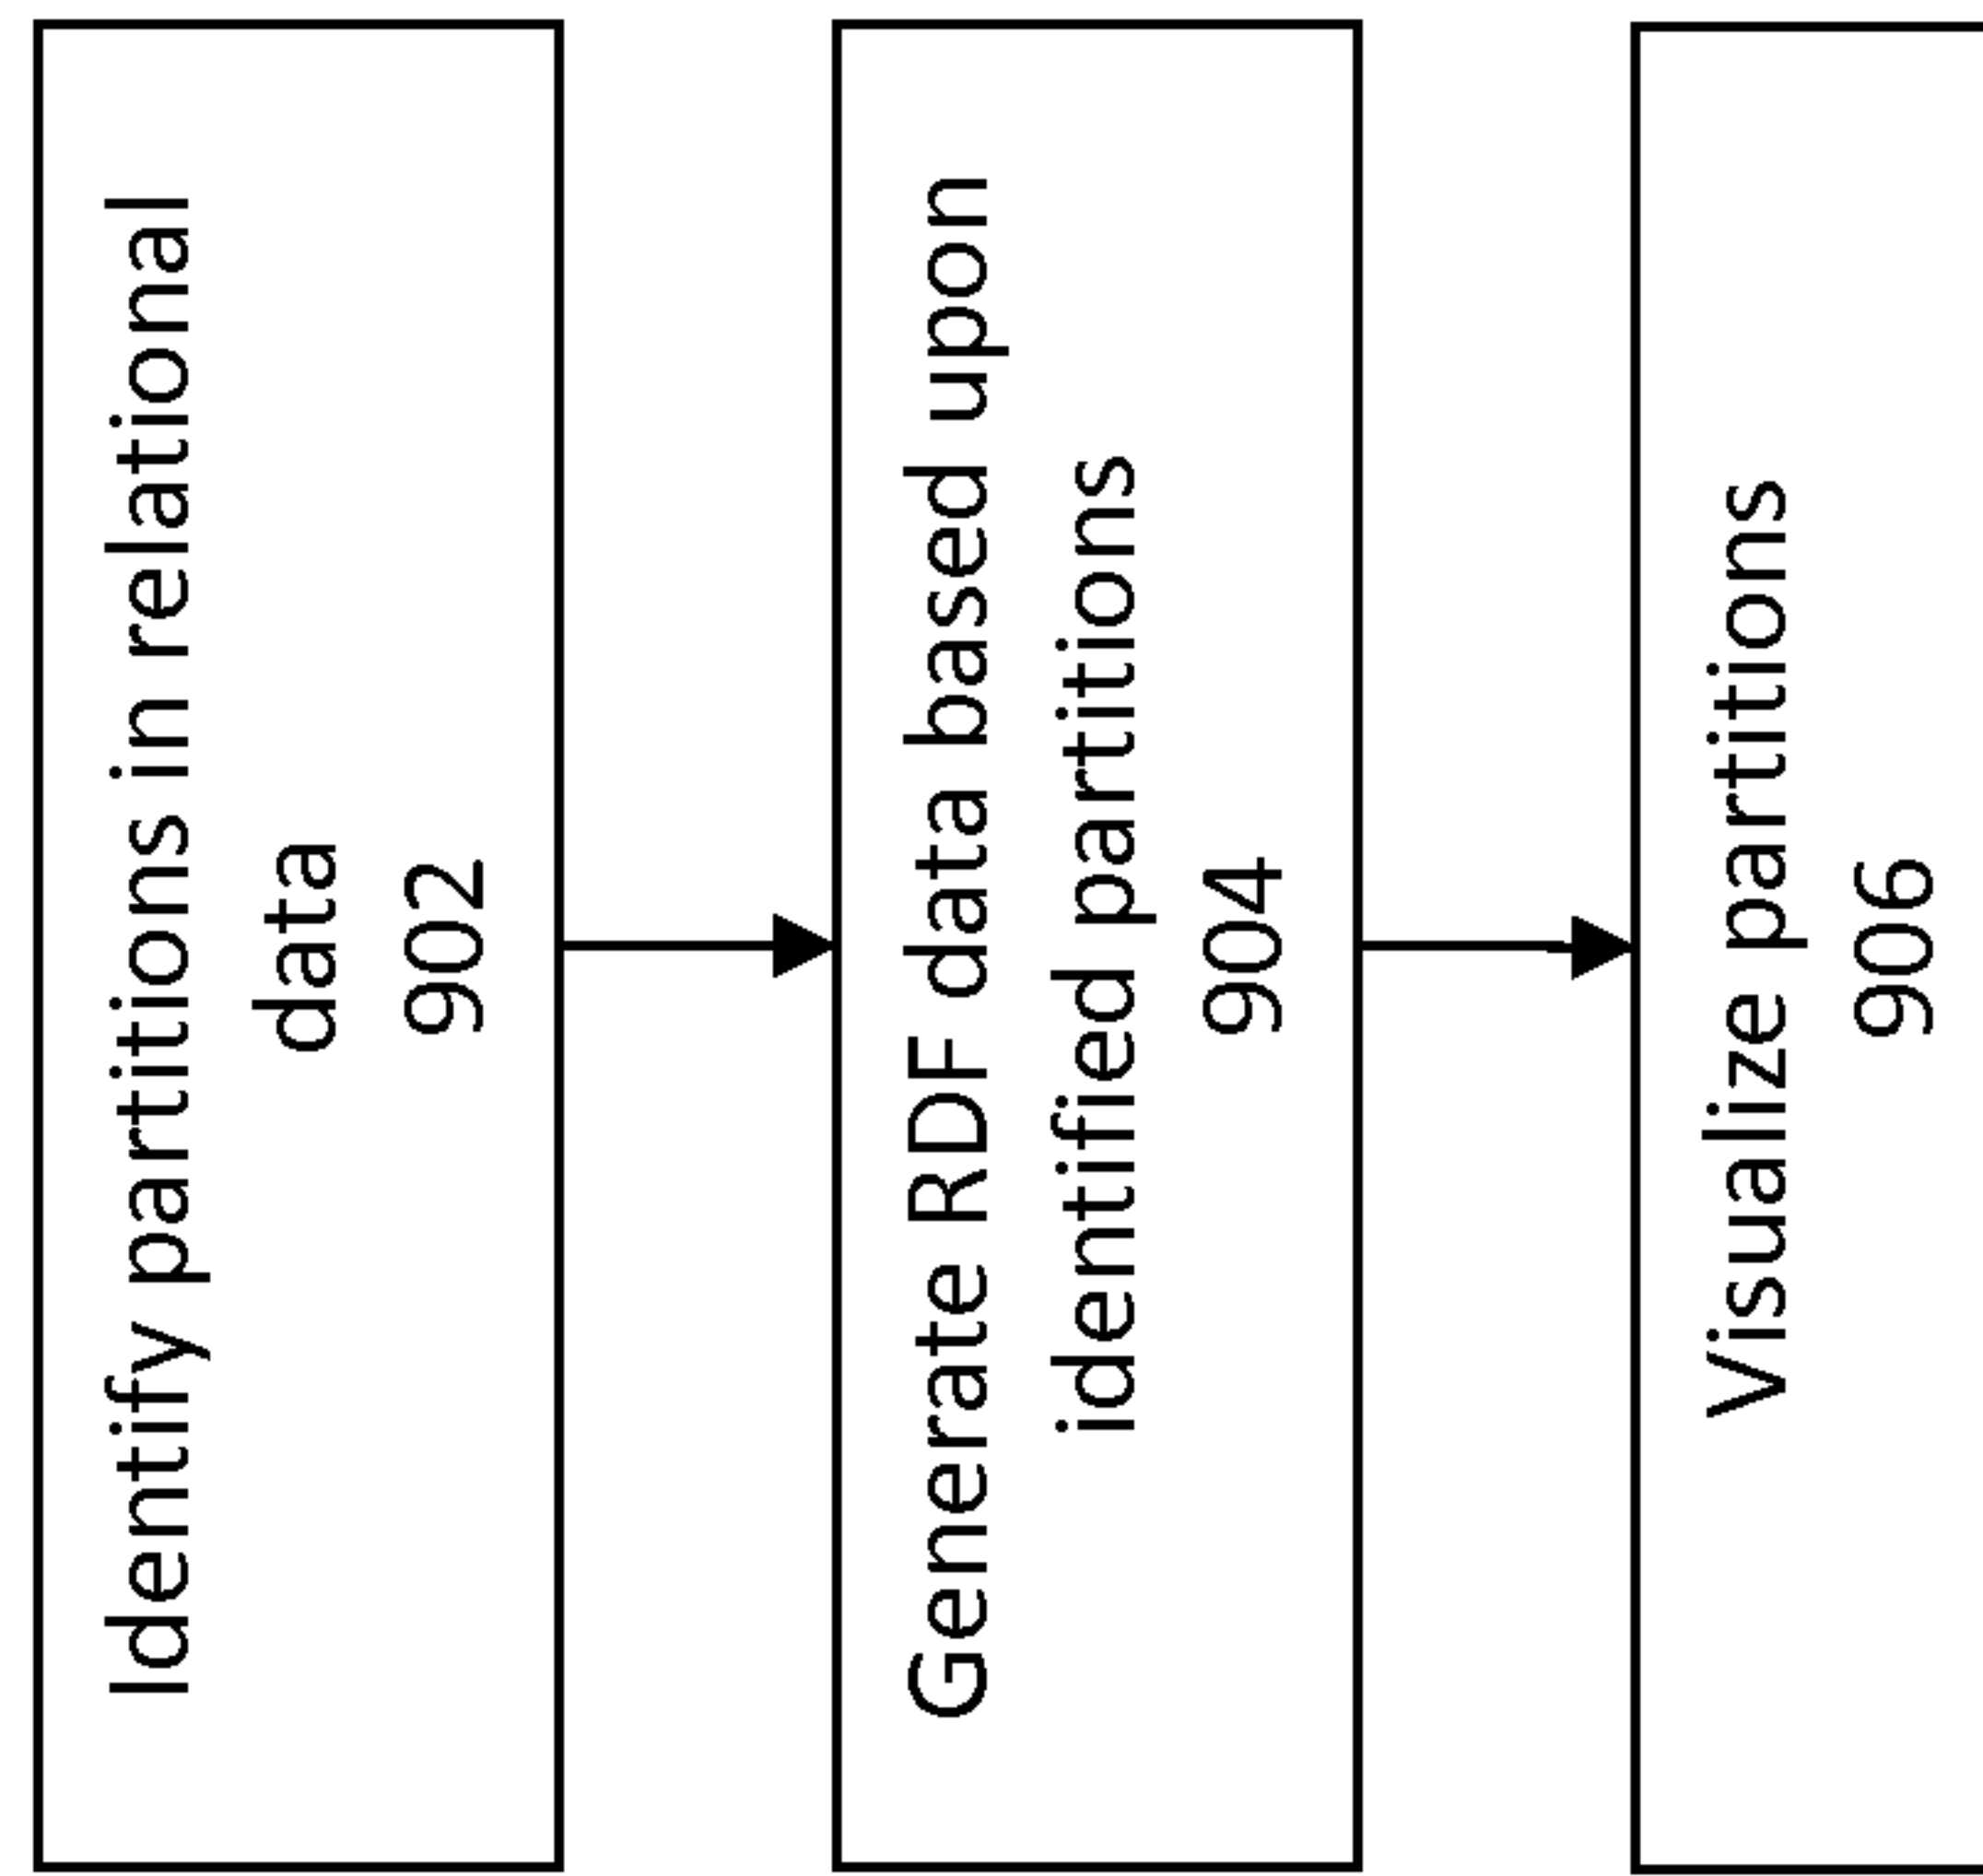 Identify partitions in relational
data
902
Generate RDF data based upon
identified partitions
904
Visualize partitions
906